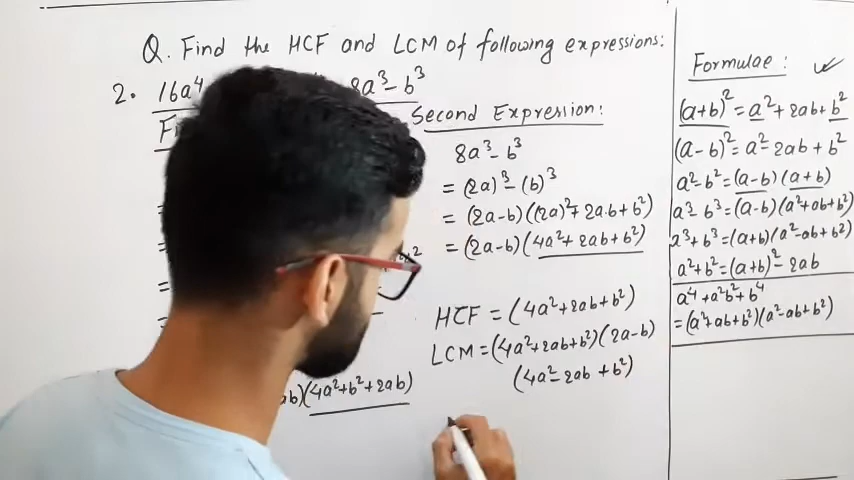 Q. Find the HCF and LCM of following expressions:
2. 16a⁴ 8a³ - b³
Second Expression:
8a³ - b³
= (2a)³ - (b)³
= (2a-b)((2a)² + 2a.b + b²)
= (2a-b)(4a² + 2ab + b²)
HCF = (4a² + 2ab + b²)
LCM = (4a² + 2ab + b²)(2a-b)
(4a² - 2ab + b²)
ab)(4a² + b² + 2ab)
Formulae :
(a+b)² = a² + 2ab + b²
(a-b)² = a² - 2ab + b²
a² - b² = (a-b)(a+b)
a³ - b³ = (a-b)(a² + ab + b²)
a³ + b³ = (a+b)(a² - ab + b²)
a² + b² = (a+b)² - 2ab
a⁴ + a²b² + b⁴
= (a² + ab + b²)(a² - ab + b²)